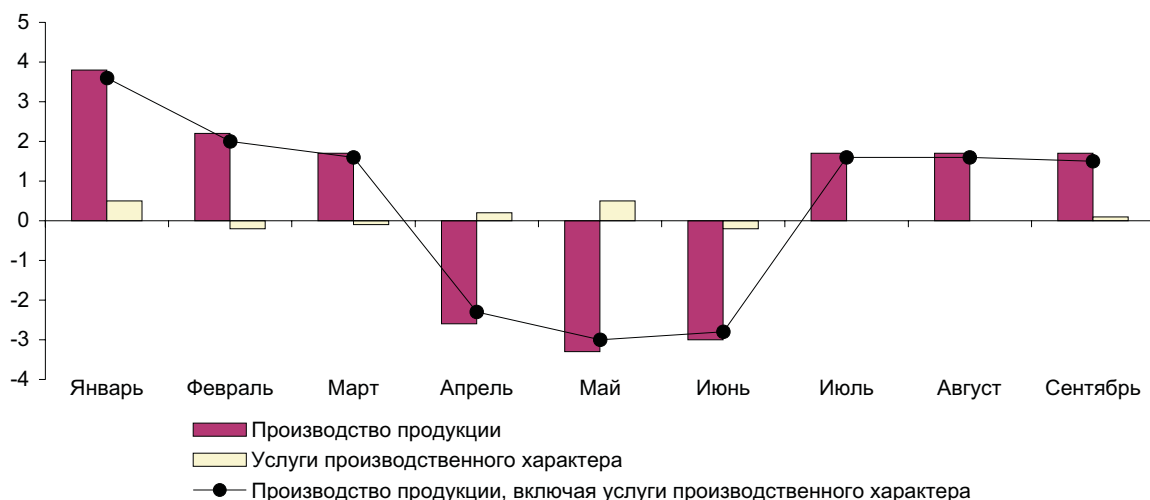 5
4
3
2
1
0
-1
-2
-3
-4
Январь Февраль Март Апрель Май Июнь Июль Август Сентябрь
Производство продукции
Услуги производственного характера
Производство продукции, включая услуги производственного характера